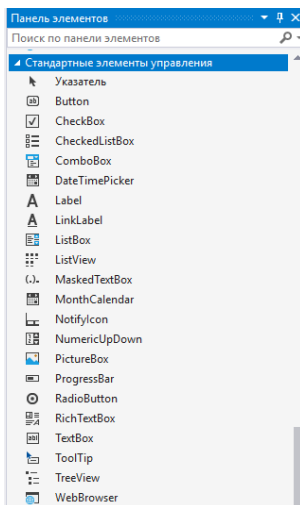 Панель элементов
Поиск по панели элементов
Стандартные элементы управления
Указатель
Button
CheckBox
CheckedListBox
ComboBox
DateTimePicker
Label
LinkLabel
ListBox
ListView
MaskedTextBox
MonthCalendar
NotifyIcon
NumericUpDown
PictureBox
ProgressBar
RadioButton
RichTextBox
TextBox
ToolTip
TreeView
WebBrowser